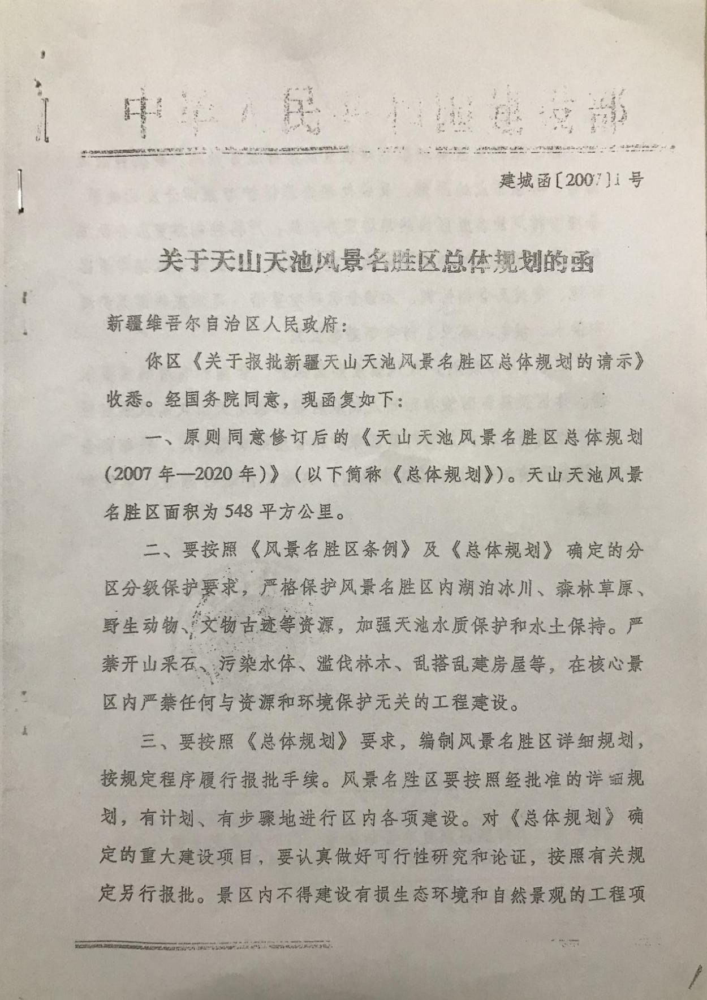 中华人民共和国建设部
建城函〔2007〕1号
关于天山天池风景名胜区总体规划的函
新疆维吾尔自治区人民政府：
你区《关于报批新疆天山天池风景名胜区总体规划的请示》
收悉。经国务院同意，现函复如下：
一、原则同意修订后的《天山天池风景名胜区总体规划
（2007年—2020年）》（以下简称《总体规划》）。天山天池风景
名胜区面积为548平方公里。
二、要按照《风景名胜区条例》及《总体规划》确定的分
区分级保护要求，严格保护风景名胜区内湖泊冰川、森林草原、
野生动物、文物古迹等资源，加强天池水质保护和水土保持。严
禁开山采石、污染水体、滥伐林木、乱搭乱建房屋等，在核心景
区内严禁任何与资源和环境保护无关的工程建设。
三、要按照《总体规划》要求，编制风景名胜区详细规划，
按规定程序履行报批手续。风景名胜区要按照经批准的详细规
划，有计划、有步骤地进行区内各项建设。对《总体规划》确
定的重大建设项目，要认真做好可行性研究和论证，按照有关规
定另行报批。景区内不得建设有损生态环境和自然景观的工程项